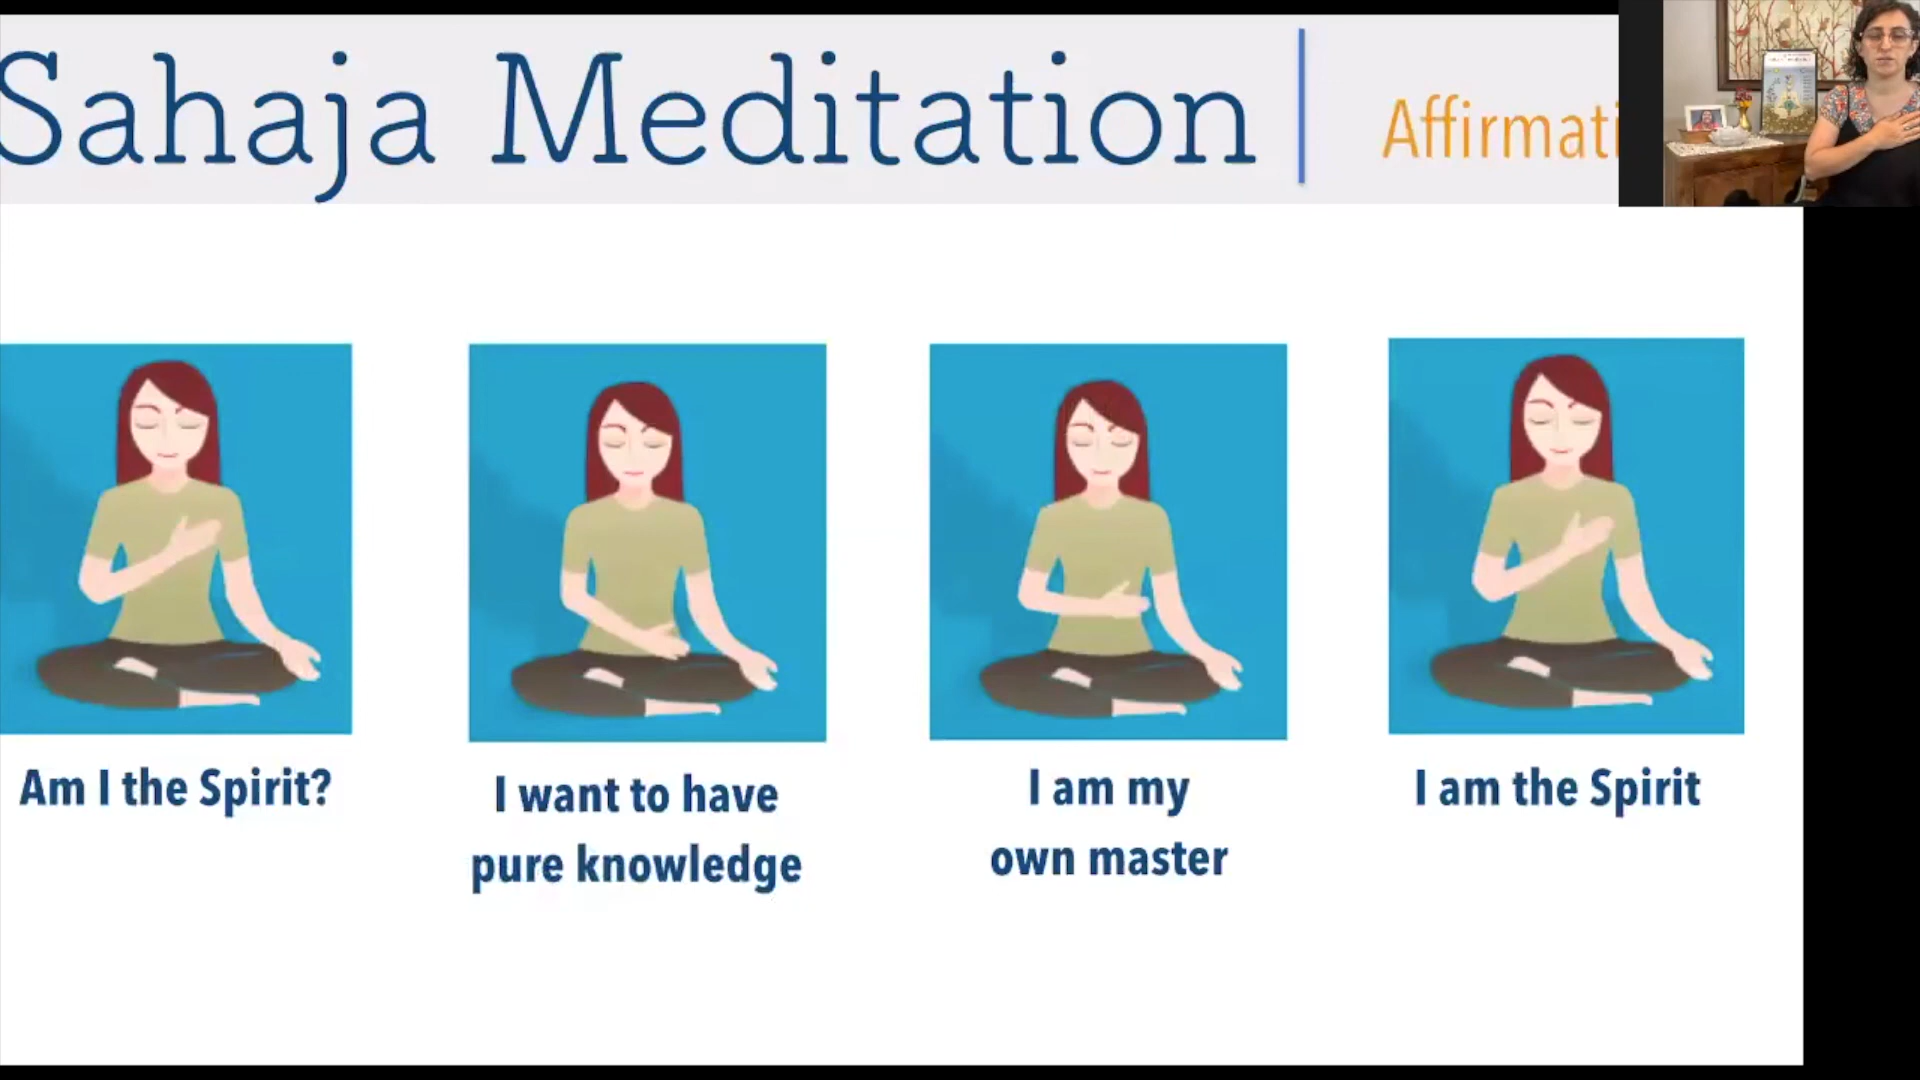 Sahaja Meditation
Affirmati
Am I the Spirit?
I want to have
pure knowledge
I am my
own master
I am the Spirit